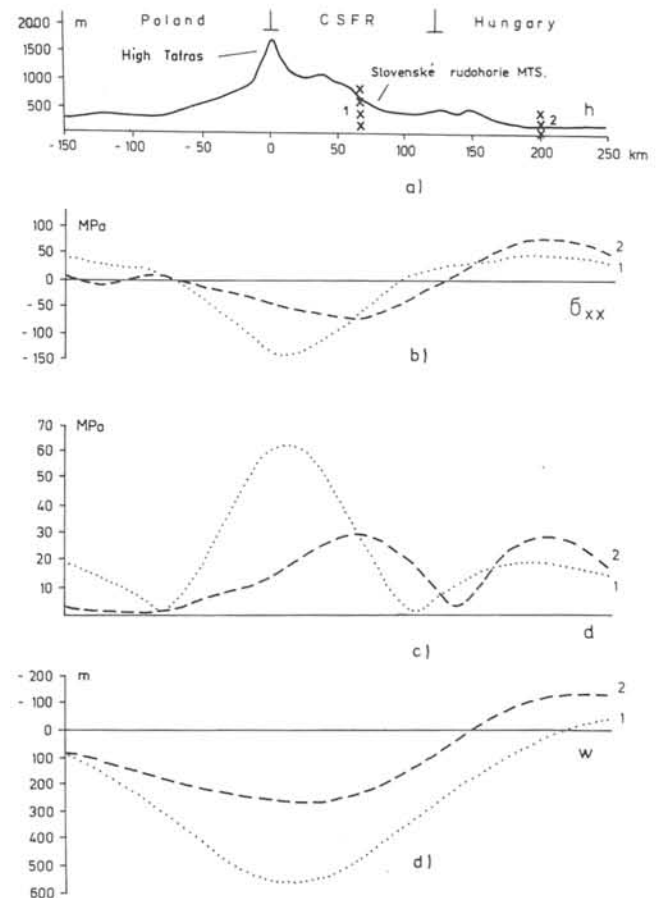 Poland CSFR Hungary
2000 m
High Tatras
1500
1000 Slovenské rudohorie MTS.
500 1 h 2
-150 -100 -50 0 50 100 150 200 250 km
a)
100 MPa
50 2
0 1
-50 σxx
-100
-150 b)
70 MPa
60
50
40
30
20 2
10 1
d
c)
-200 m
-100 2
0 1
100 w
200
300
400
500 d)
600